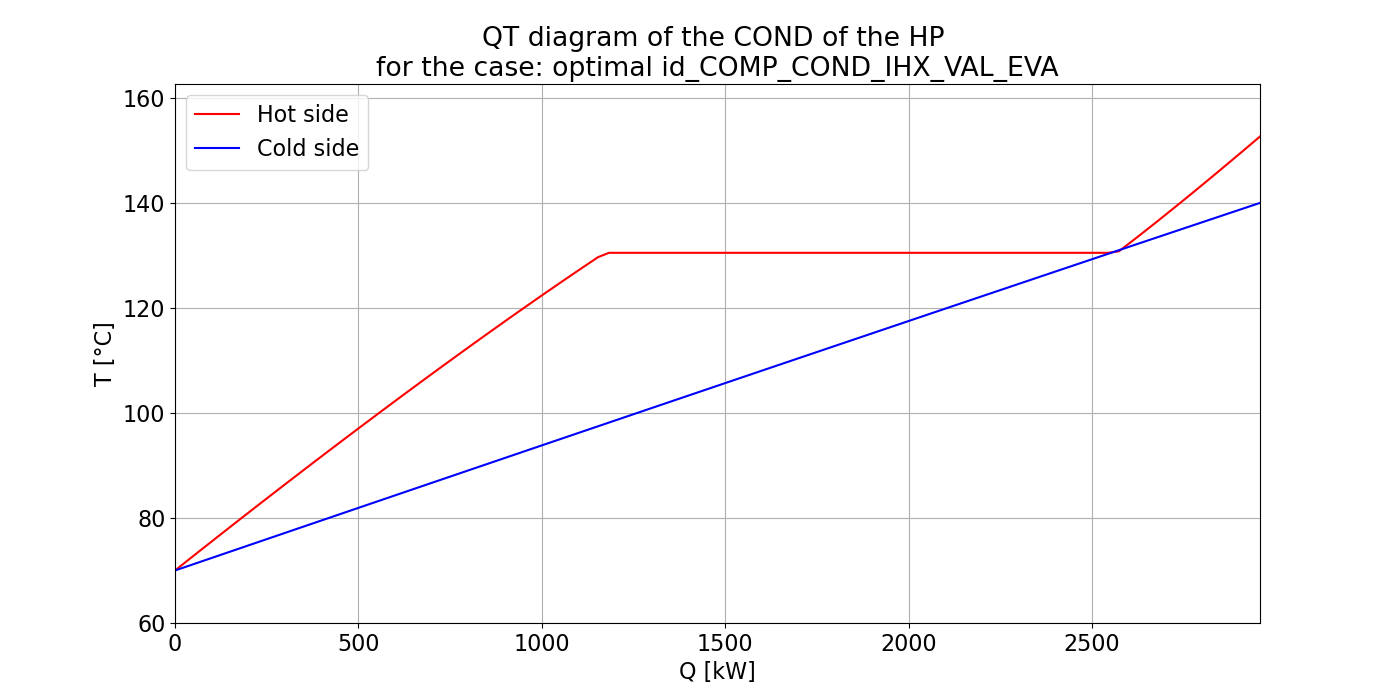 QT diagram of the COND of the HP
for the case: optimal id_COMP_COND_IHX_VAL_EVA
Hot side
Cold side
160
140
120
100
80
60
T [°C]
0
500
1000
1500
2000
2500
Q [kW]